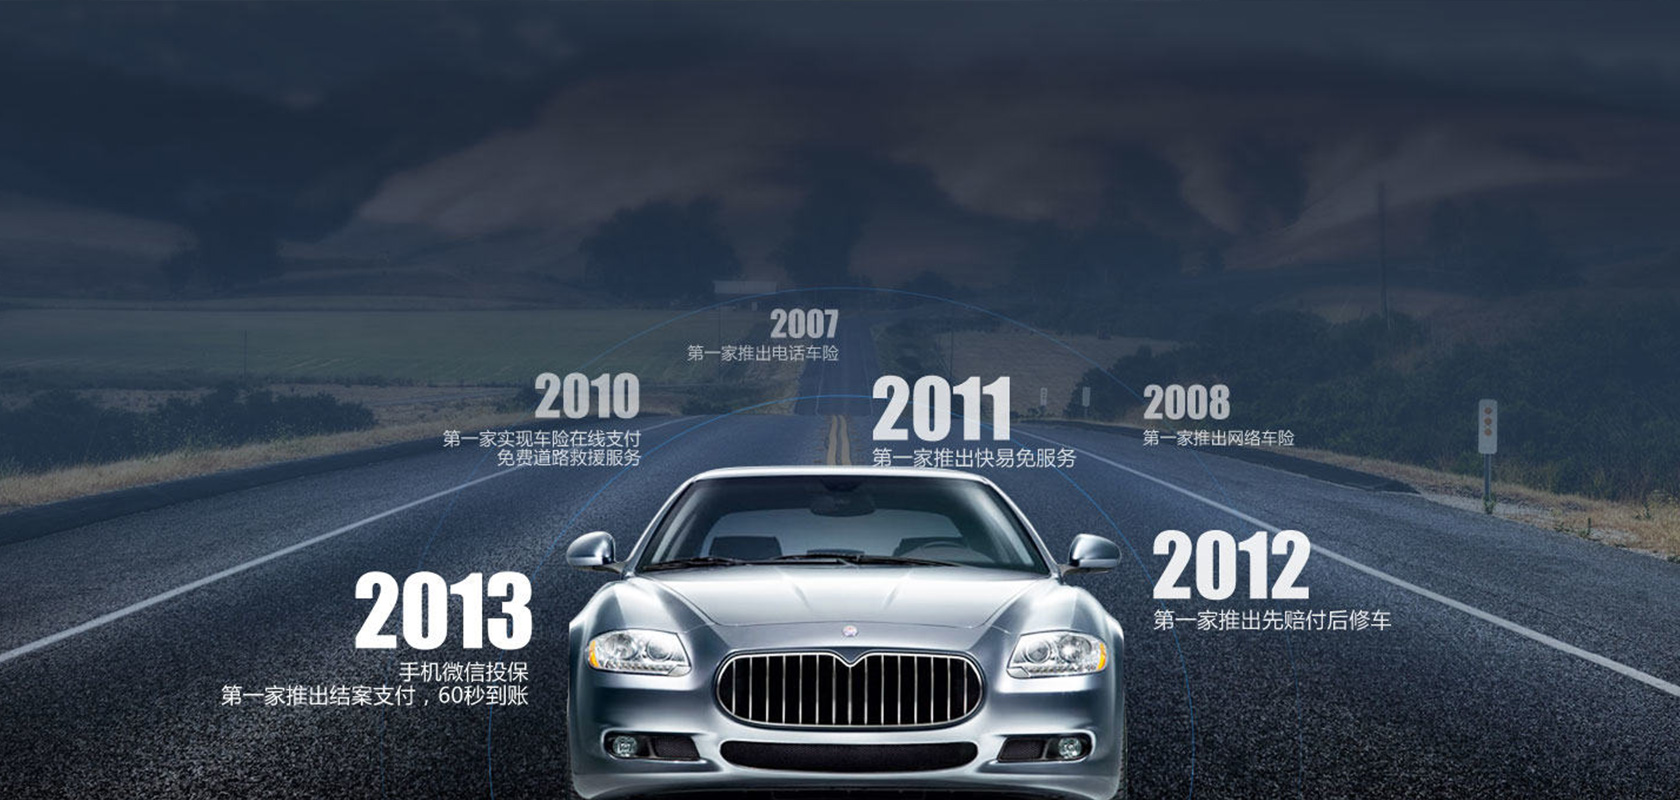 2007
第一家推出电话车险
2010
第一家实现车险在线支付
免费道路救援服务
2011
第一家推出快易免服务
2008
第一家推出网络车险
2012
第一家推出先赔付后修车
2013
手机微信投保
第一家推出结案支付，60秒到账